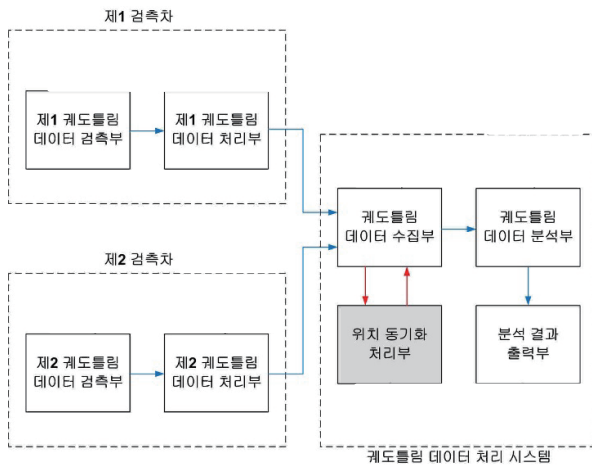 제1 검측차
제1 궤도틀림
데이터 검측부
제1 궤도틀림
데이터 처리부
제2 검측차
제2 궤도틀림
데이터 검측부
제2 궤도틀림
데이터 처리부
궤도틀림
데이터 수집부
궤도틀림
데이터 분석부
위치 동기화
처리부
분석 결과
출력부
궤도틀림 데이터 처리 시스템